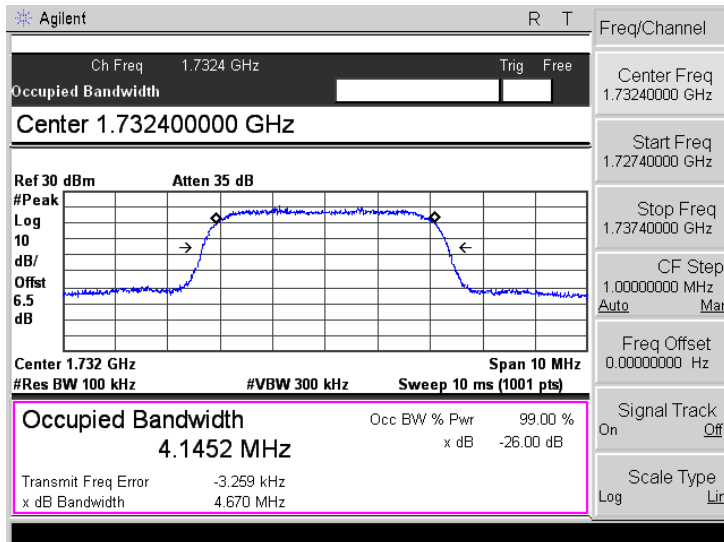 Agilent R T
Ch Freq 1.7324 GHz Trig Free
Occupied Bandwidth
Center 1.732400000 GHz
Ref 30 dBm Atten 35 dB
#Peak
Log
10
dB/
Offst
6.5
dB
Center 1.732 GHz Span 10 MHz
#Res BW 100 kHz #VBW 300 kHz Sweep 10 ms (1001 pts)
Occupied Bandwidth Occ BW % Pwr 99.00 %
4.1452 MHz x dB -26.00 dB
Transmit Freq Error -3.259 kHz
x dB Bandwidth 4.670 MHz
Freq/Channel
Center Freq
1.73240000 GHz
Start Freq
1.72740000 GHz
Stop Freq
1.73740000 GHz
CF Step
1.00000000 MHz
Auto Mar
Freq Offset
0.00000000 Hz
Signal Track
On Off
Scale Type
Log Lir